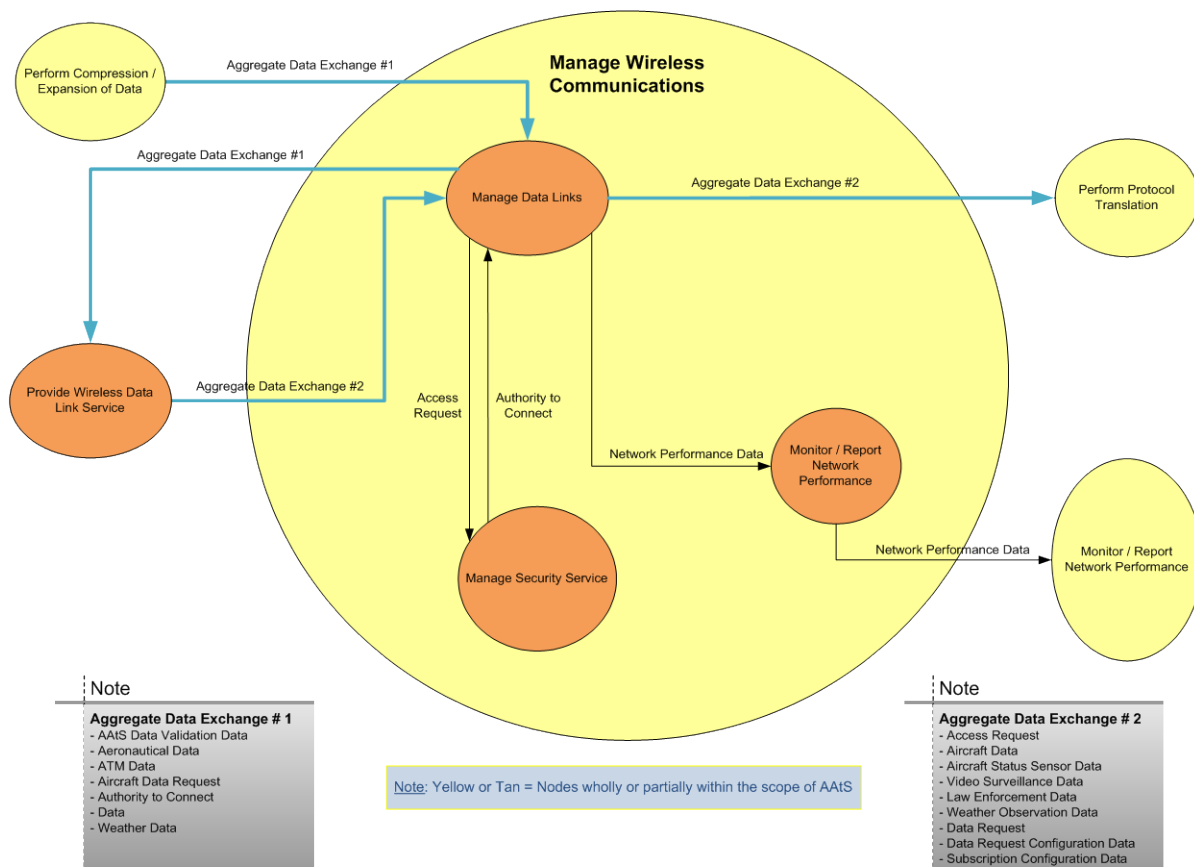 Manage Wireless
Communications
Perform Compression /
Expansion of Data
Aggregate Data Exchange #1
Aggregate Data Exchange #1
Manage Data Links
Aggregate Data Exchange #2
Perform Protocol
Translation
Provide Wireless Data
Link Service
Aggregate Data Exchange #2
Access
Request
Authority to
Connect
Network Performance Data
Monitor / Report
Network
Performance
Manage Security Service
Network Performance Data
Monitor / Report
Network Performance
Note
Aggregate Data Exchange # 1
- AAtS Data Validation Data
- Aeronautical Data
- ATM Data
- Aircraft Data Request
- Authority to Connect
- Data
- Weather Data
Note: Yellow or Tan = Nodes wholly or partially within the scope of AAtS
Note
Aggregate Data Exchange # 2
- Access Request
- Aircraft Data
- Aircraft Status Sensor Data
- Video Surveillance Data
- Law Enforcement Data
- Weather Observation Data
- Data Request
- Data Request Configuration Data
- Subscription Configuration Data